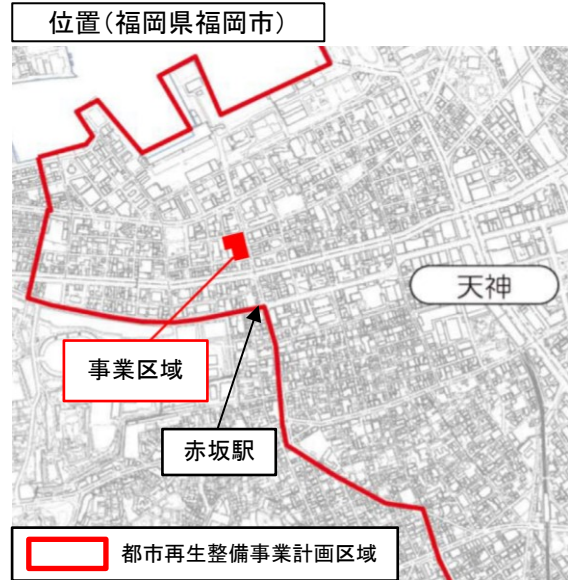 位置(福岡県福岡市)
天神
事業区域
赤坂駅
都市再生整備事業計画区域